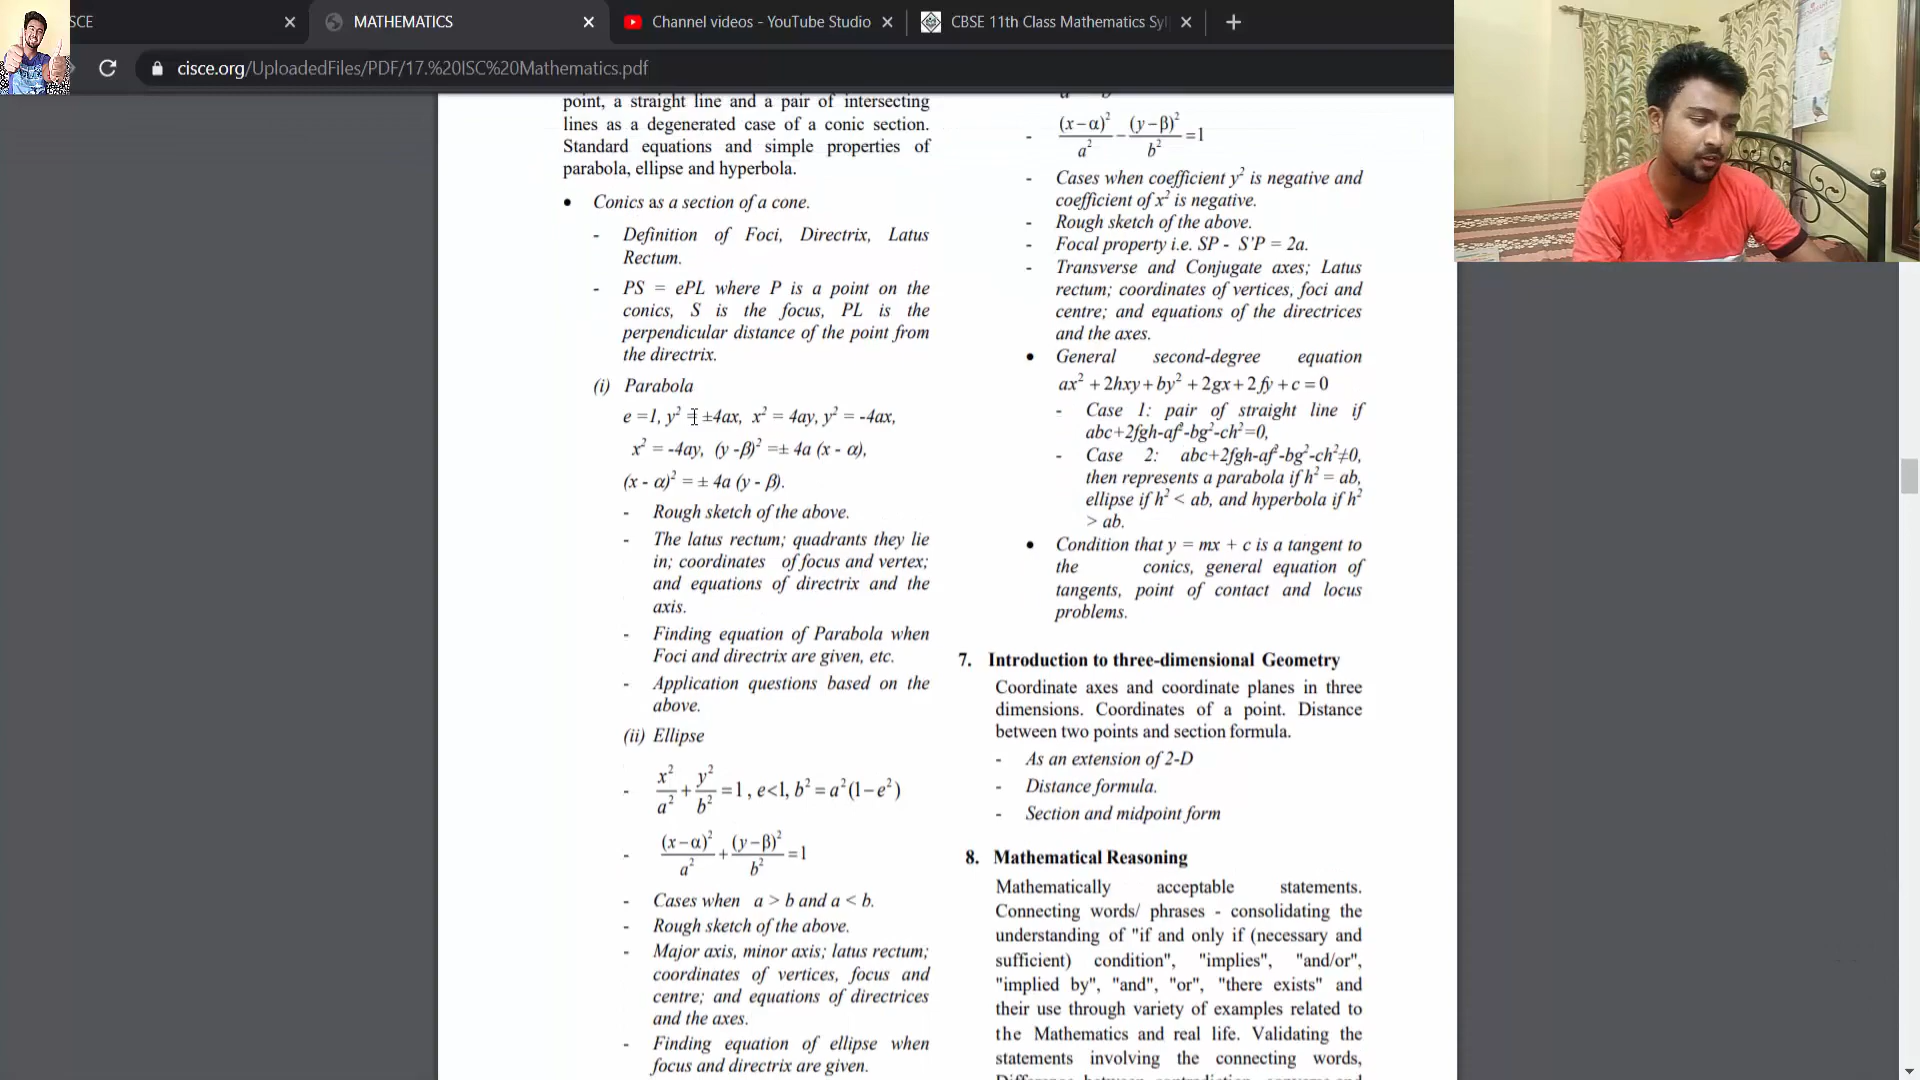 SCE
MATHEMATICS
Channel videos - YouTube Studio
CBSE 11th Class Mathematics Syl
cisce.org/UploadedFiles/PDF/17.%20ISC%20Mathematics.pdf
point, a straight line and a pair of intersecting
lines as a degenerated case of a conic section.
Standard equations and simple properties of
parabola, ellipse and hyperbola.
• Conics as a section of a cone.
- Definition of Foci, Directrix, Latus
Rectum.
- PS = ePL where P is a point on the
conics, S is the focus, PL is the
perpendicular distance of the point from
the directrix.
(i) Parabola
e =1, y² = ±4ax, x² = 4ay, y² = -4ax,
x² = -4ay, (y -β)² =± 4a (x - α),
(x - α)² = ± 4a (y - β).
- Rough sketch of the above.
- The latus rectum; quadrants they lie
in; coordinates of focus and vertex;
and equations of directrix and the
axis.
- Finding equation of Parabola when
Foci and directrix are given, etc.
- Application questions based on the
above.
(ii) Ellipse
- x²/a² + y²/b² = 1 , e<1, b² = a²(1−e²)
- (x−α)²/a² + (y−β)²/b² = 1
- Cases when a > b and a < b.
- Rough sketch of the above.
- Major axis, minor axis; latus rectum;
coordinates of vertices, focus and
centre; and equations of directrices
and the axes.
- Finding equation of ellipse when
focus and directrix are given.
- (x−α)²/a² − (y−β)²/b² = 1
- Cases when coefficient y² is negative and
coefficient of x² is negative.
- Rough sketch of the above.
- Focal property i.e. SP - S'P = 2a.
- Transverse and Conjugate axes; Latus
rectum; coordinates of vertices, foci and
centre; and equations of the directrices
and the axes.
• General second-degree equation
ax² + 2hxy + by² + 2gx + 2fy + c = 0
- Case 1: pair of straight line if
abc+2fgh-af²-bg²-ch²=0,
- Case 2: abc+2fgh-af²-bg²-ch²≠0,
then represents a parabola if h² = ab,
ellipse if h² < ab, and hyperbola if h²
> ab.
• Condition that y = mx + c is a tangent to
the conics, general equation of
tangents, point of contact and locus
problems.
7. Introduction to three-dimensional Geometry
Coordinate axes and coordinate planes in three
dimensions. Coordinates of a point. Distance
between two points and section formula.
- As an extension of 2-D
- Distance formula.
- Section and midpoint form
8. Mathematical Reasoning
Mathematically acceptable statements.
Connecting words/ phrases - consolidating the
understanding of "if and only if (necessary and
sufficient) condition", "implies", "and/or",
"implied by", "and", "or", "there exists" and
their use through variety of examples related to
the Mathematics and real life. Validating the
statements involving the connecting words,